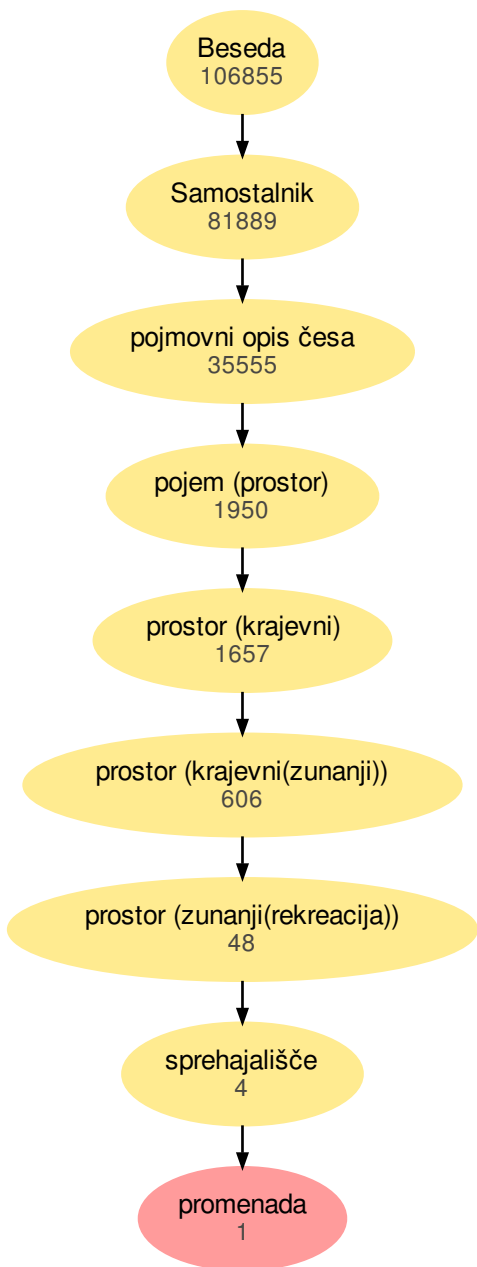 Beseda
106855
Samostalnik
81889
pojmovni opis česa
35555
pojem (prostor)
1950
prostor (krajevni)
1657
prostor (krajevni(zunanji))
606
prostor (zunanji(rekreacija))
48
sprehajališče
4
promenada
1